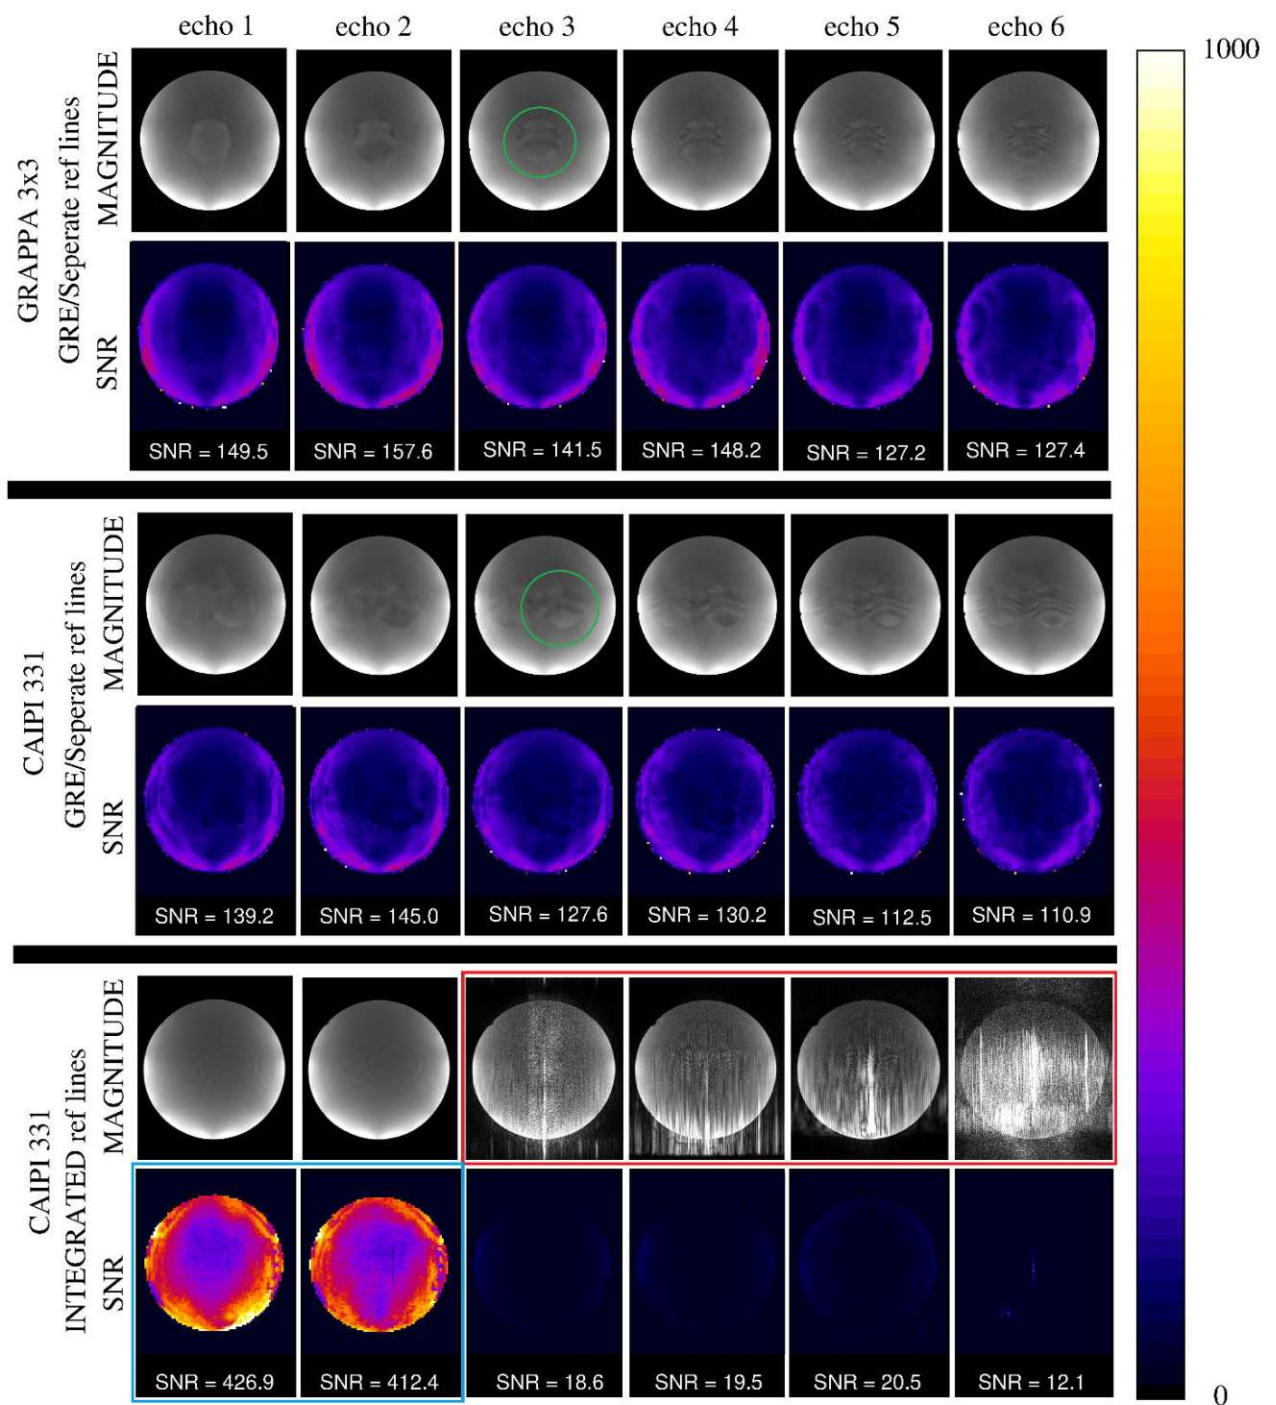 echo 1 echo 2 echo 3 echo 4 echo 5 echo 6
1000
GRAPPA 3x3
GRE/Seperate ref lines
MAGNITUDE
SNR
SNR = 149.5 SNR = 157.6 SNR = 141.5 SNR = 148.2 SNR = 127.2 SNR = 127.4
CAIPI 331
GRE/Seperate ref lines
MAGNITUDE
SNR
SNR = 139.2 SNR = 145.0 SNR = 127.6 SNR = 130.2 SNR = 112.5 SNR = 110.9
CAIPI 331
INTEGRATED ref lines
MAGNITUDE
SNR
SNR = 426.9 SNR = 412.4 SNR = 18.6 SNR = 19.5 SNR = 20.5 SNR = 12.1
0